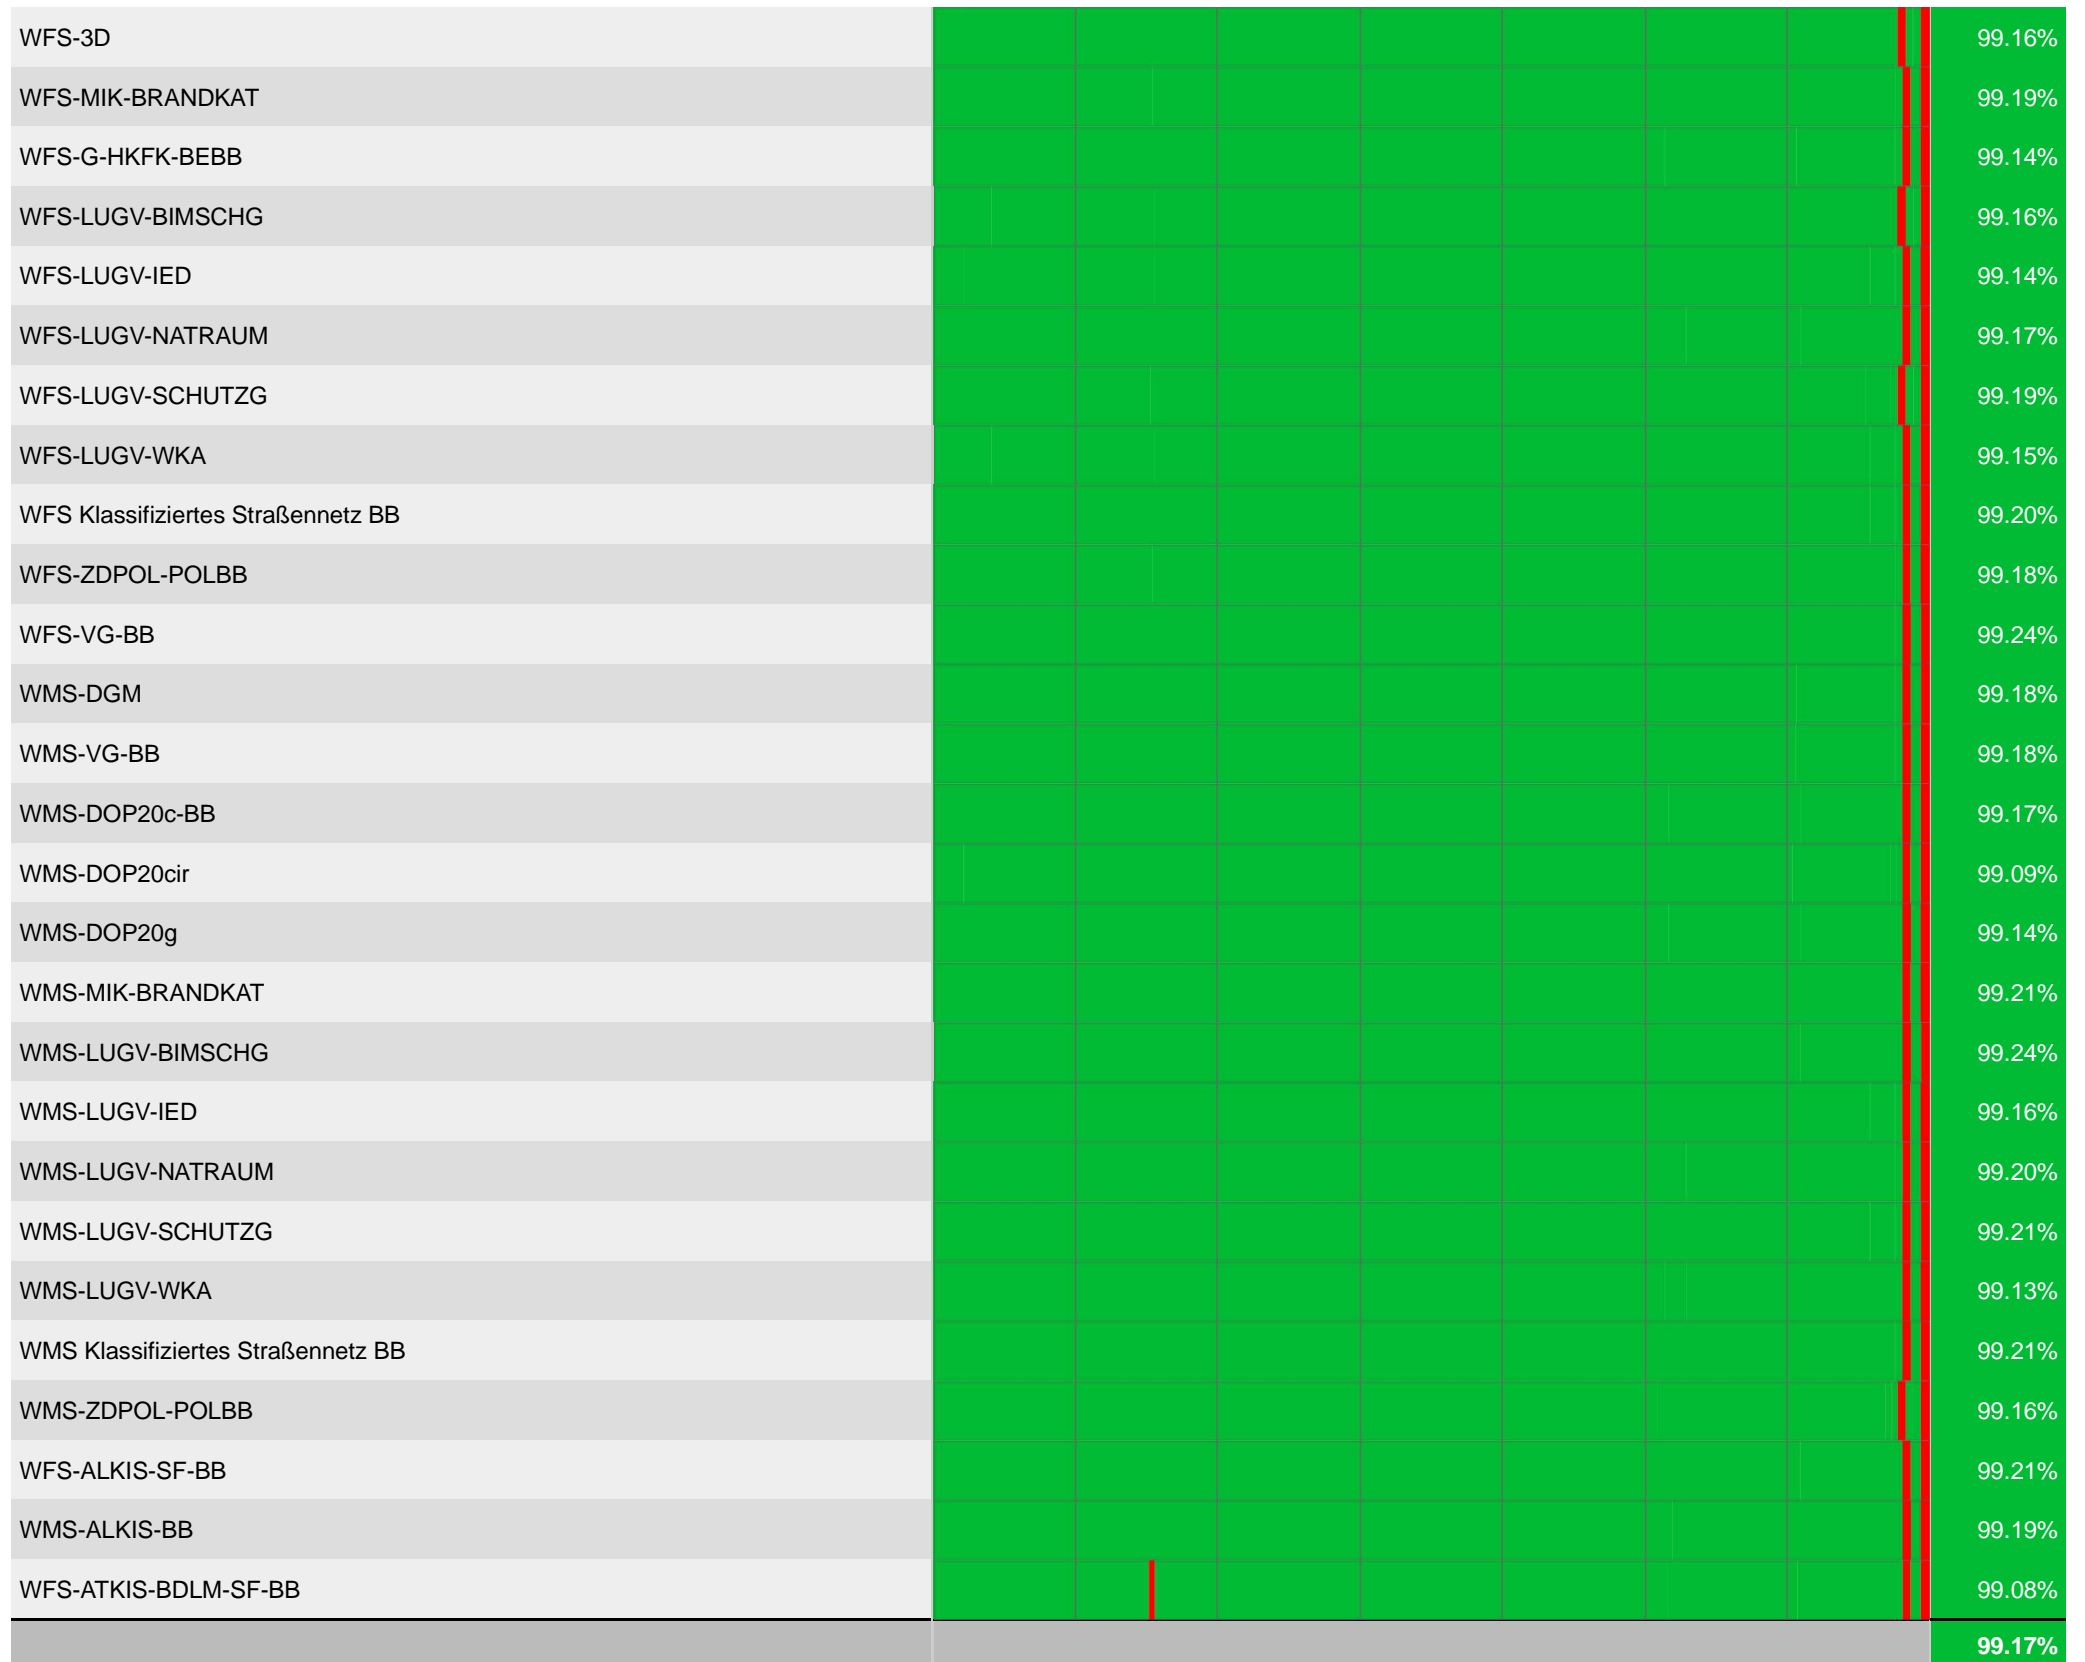 WFS-3D 99.16%
WFS-MIK-BRANDKAT 99.19%
WFS-G-HKFK-BEBB 99.14%
WFS-LUGV-BIMSCHG 99.16%
WFS-LUGV-IED 99.14%
WFS-LUGV-NATRAUM 99.17%
WFS-LUGV-SCHUTZG 99.19%
WFS-LUGV-WKA 99.15%
WFS Klassifiziertes Straßennetz BB 99.20%
WFS-ZDPOL-POLBB 99.18%
WFS-VG-BB 99.24%
WMS-DGM 99.18%
WMS-VG-BB 99.18%
WMS-DOP20c-BB 99.17%
WMS-DOP20cir 99.09%
WMS-DOP20g 99.14%
WMS-MIK-BRANDKAT 99.21%
WMS-LUGV-BIMSCHG 99.24%
WMS-LUGV-IED 99.16%
WMS-LUGV-NATRAUM 99.20%
WMS-LUGV-SCHUTZG 99.21%
WMS-LUGV-WKA 99.13%
WMS Klassifiziertes Straßennetz BB 99.21%
WMS-ZDPOL-POLBB 99.16%
WFS-ALKIS-SF-BB 99.21%
WMS-ALKIS-BB 99.19%
WFS-ATKIS-BDLM-SF-BB 99.08%
99.17%